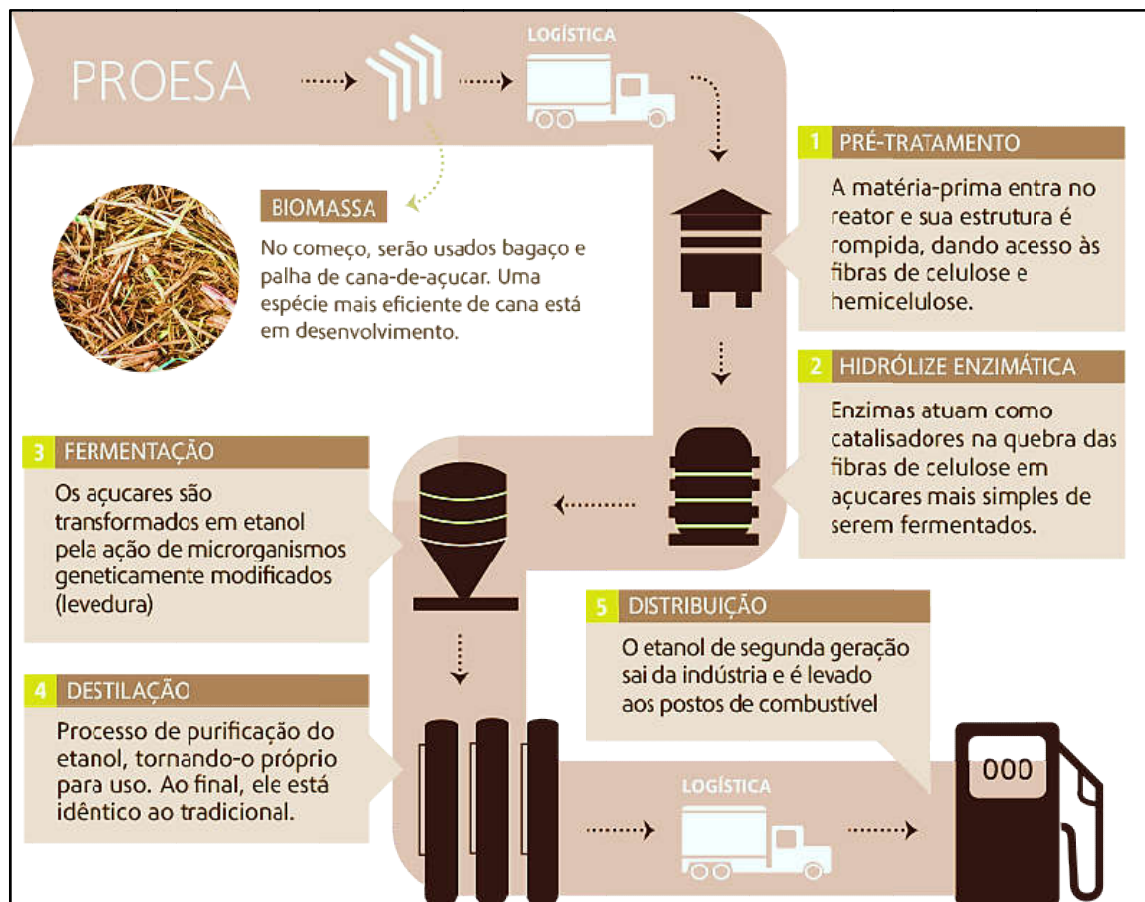 PROESA
LOGÍSTICA
BIOMASSA
No começo, serão usados bagaço e
palha de cana-de-açucar. Uma
espécie mais eficiente de cana está
em desenvolvimento.
1 PRÉ-TRATAMENTO
A matéria-prima entra no
reator e sua estrutura é
rompida, dando acesso às
fibras de celulose e
hemicelulose.
2 HIDRÓLIZE ENZIMÁTICA
Enzimas atuam como
catalisadores na quebra das
fibras de celulose em
açucares mais simples de
serem fermentados.
3 FERMENTAÇÃO
Os açucares são
transformados em etanol
pela ação de microrganismos
geneticamente modificados
(levedura)
4 DESTILAÇÃO
Processo de purificação do
etanol, tornando-o próprio
para uso. Ao final, ele está
idêntico ao tradicional.
5 DISTRIBUIÇÃO
O etanol de segunda geração
sai da indústria e é levado
aos postos de combustível
LOGÍSTICA
000